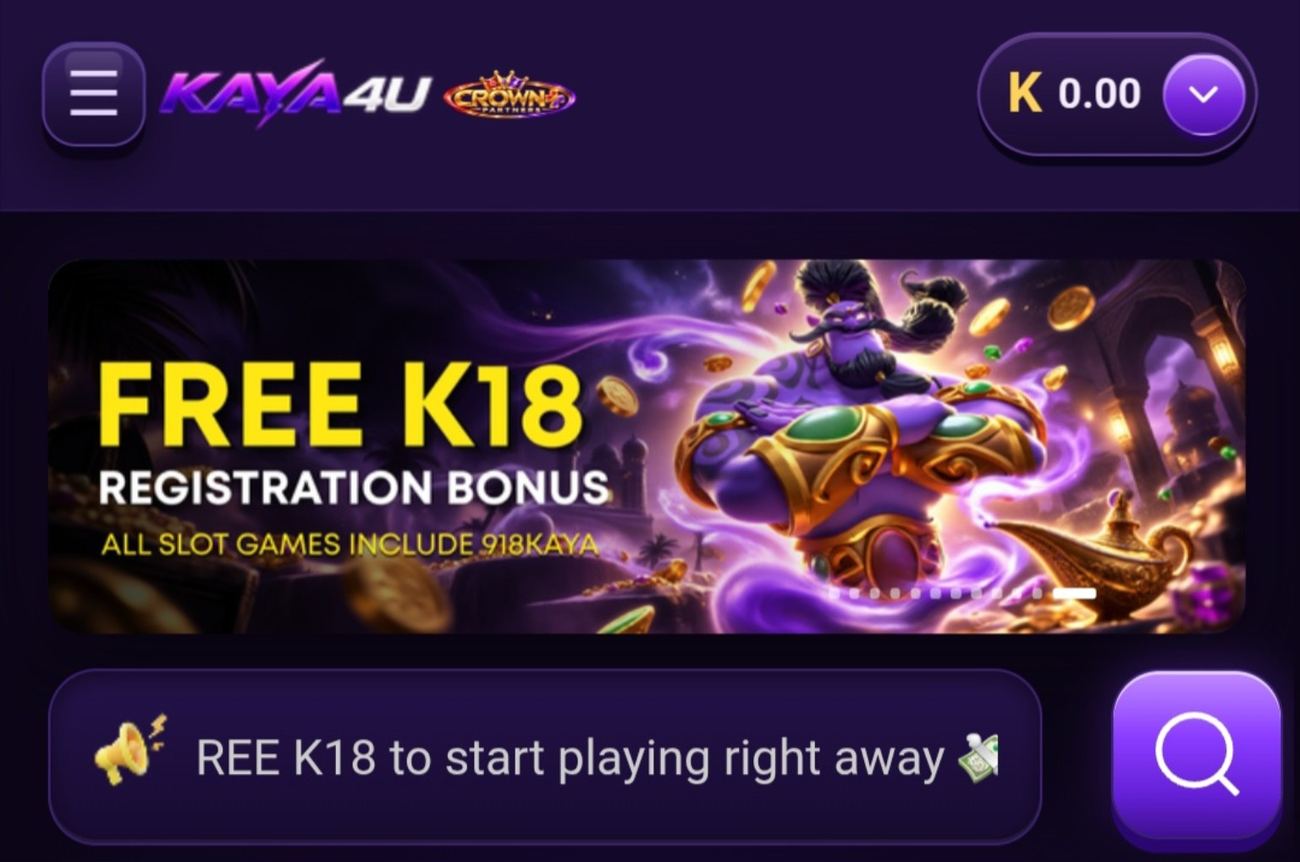 KAYA4U CROWN PARTNERS
K 0.00
FREE K18
REGISTRATION BONUS
ALL SLOT GAMES INCLUDE 918KAYA
REE K18 to start playing right away